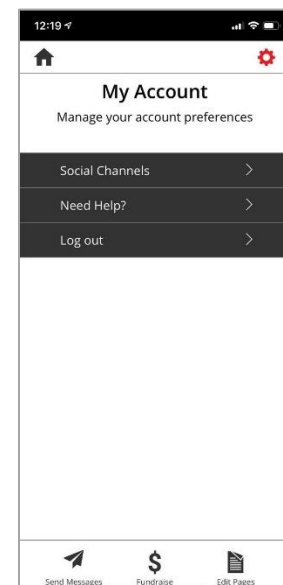 12:19
My Account
Manage your account preferences
Social Channels
Need Help?
Log out
Send Messages
Fundraise
Edit Pages